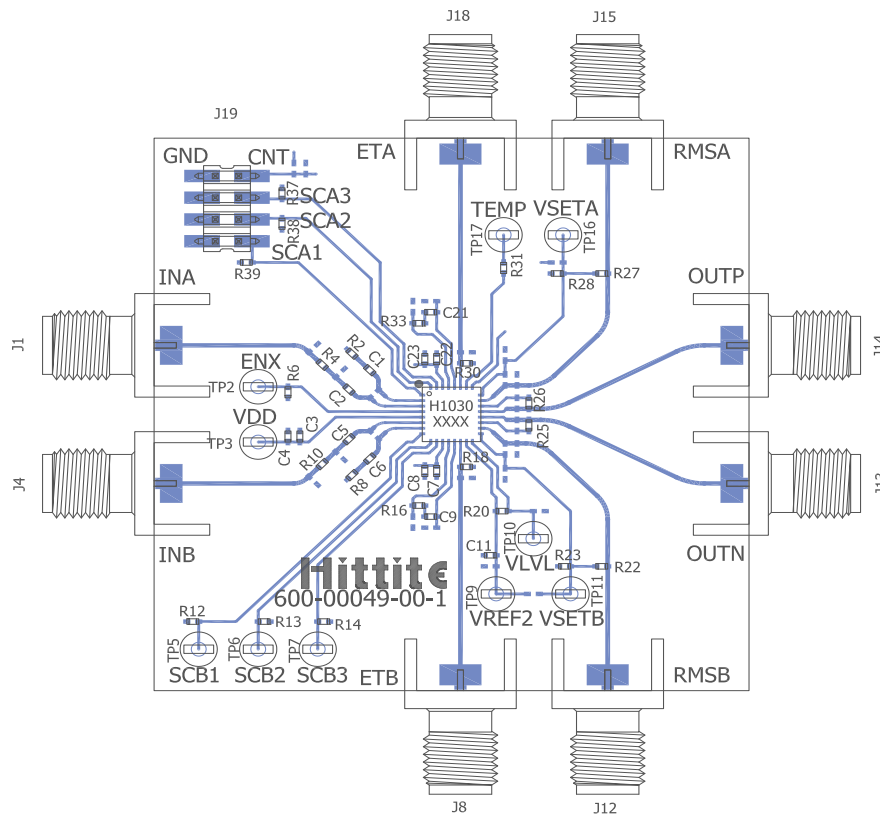 J18
J15
J19
GND
CNT
ETA
RMSA
R37
SCA3
SCA2
R38
SCA1
R39
TEMP
VSETA
TP17
TP16
R31
R28
R27
INA
OUTP
J1
J14
R33
C21
R2
C1
R4
C23
C22
R30
C2
ENX
R6
TP2
H1030
XXXX
R26
R25
VDD
TP3
C4
C3
C5
R10
C6
R8
R18
C8
C7
R16
C9
R20
J4
INB
OUTN
TP10
VLVL
C11
R23
R22
Hittite
600-00049-00-1
TP9
TP11
VREF2
VSETB
R12
R13
R14
TP5
TP6
TP7
SCB1
SCB2
SCB3
ETB
RMSB
J8
J12